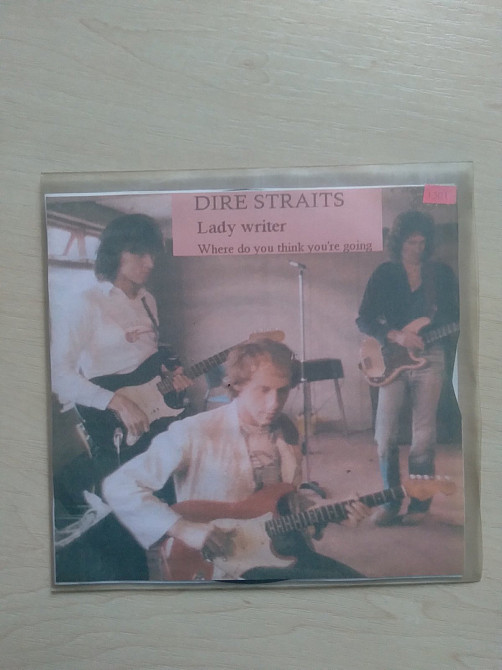 DIRE STRAITS
Lady writer
Where do you think you're going